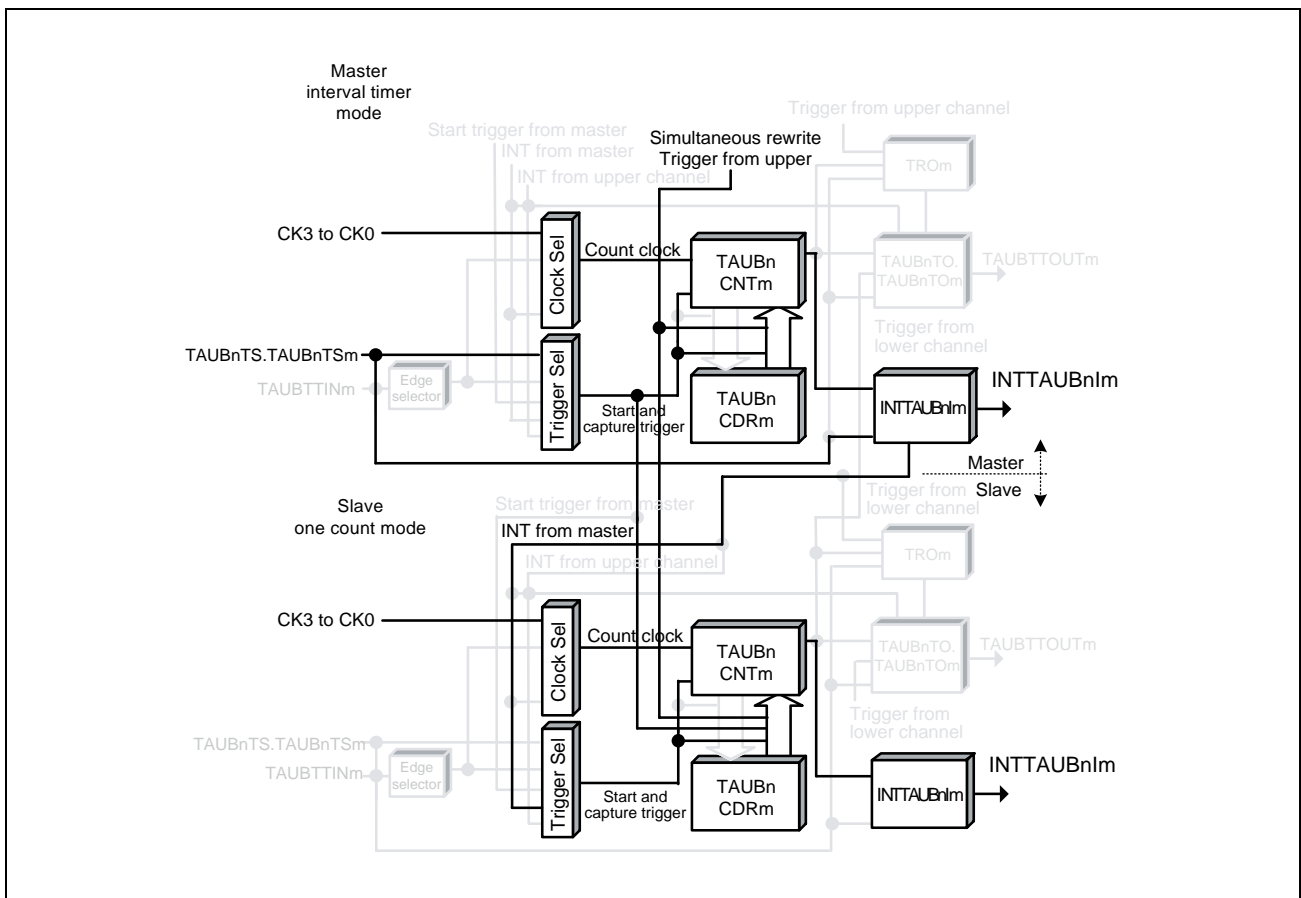 Master
interval timer
mode
Trigger from upper channel
Start trigger from master
Simultaneous rewrite
Trigger from upper
INT from master
INT from upper channel
TROm
CK3 to CK0
Clock Sel
Count clock
TAUBn
CNTm
TAUBnTO.
TAUBnTOm
TAUBTTOUTm
Trigger from
lower channel
TAUBnTS.TAUBnTSm
TAUBTTINm
Edge
selector
Trigger Sel
Start and
capture trigger
TAUBn
CDRm
INTTAUBnIm
INTTAUBnIm
Master
Slave
Slave
one count mode
Trigger from
lower channel
Start trigger from master
INT from master
INT from upper channel
TROm
CK3 to CK0
Clock Sel
Count clock
TAUBn
CNTm
TAUBnTO.
TAUBnTOm
TAUBTTOUTm
Trigger from
lower channel
TAUBnTS.TAUBnTSm
TAUBTTINm
Edge
selector
Trigger Sel
Start and
capture trigger
TAUBn
CDRm
INTTAUBnIm
INTTAUBnIm